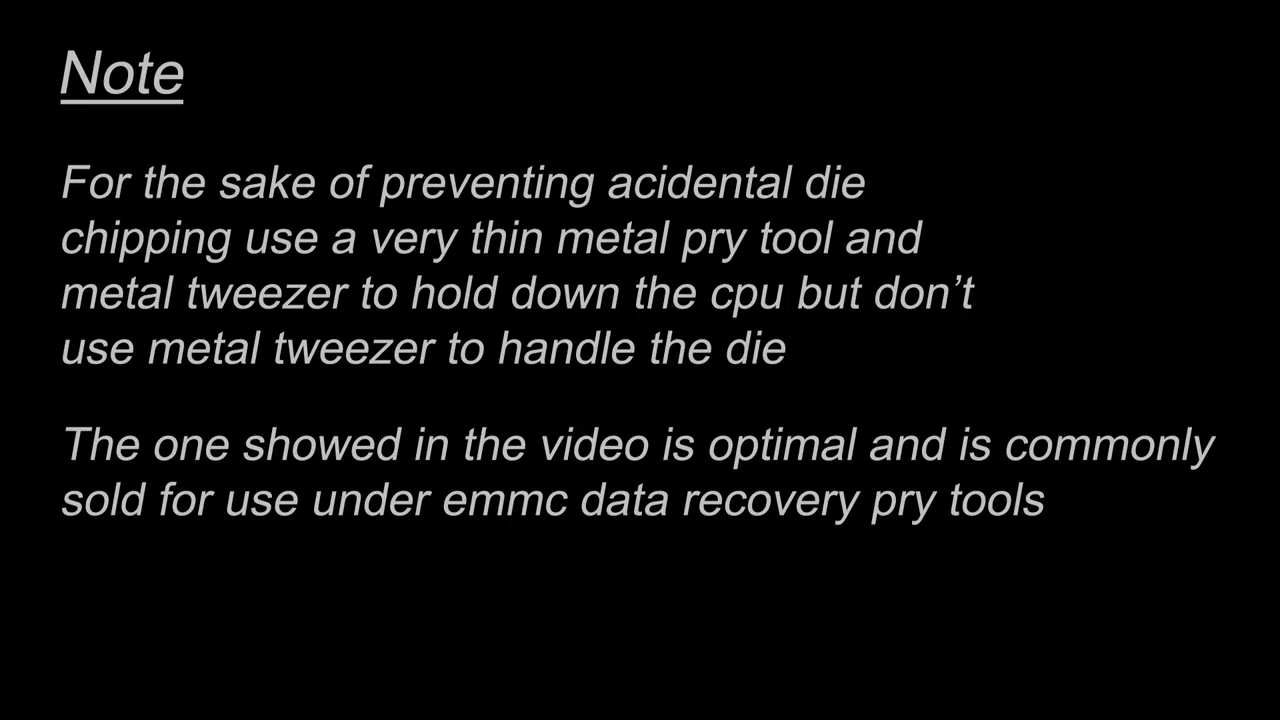 Note
For the sake of preventing acidental die
chipping use a very thin metal pry tool and
metal tweezer to hold down the cpu but don’t
use metal tweezer to handle the die
The one showed in the video is optimal and is commonly
sold for use under emmc data recovery pry tools